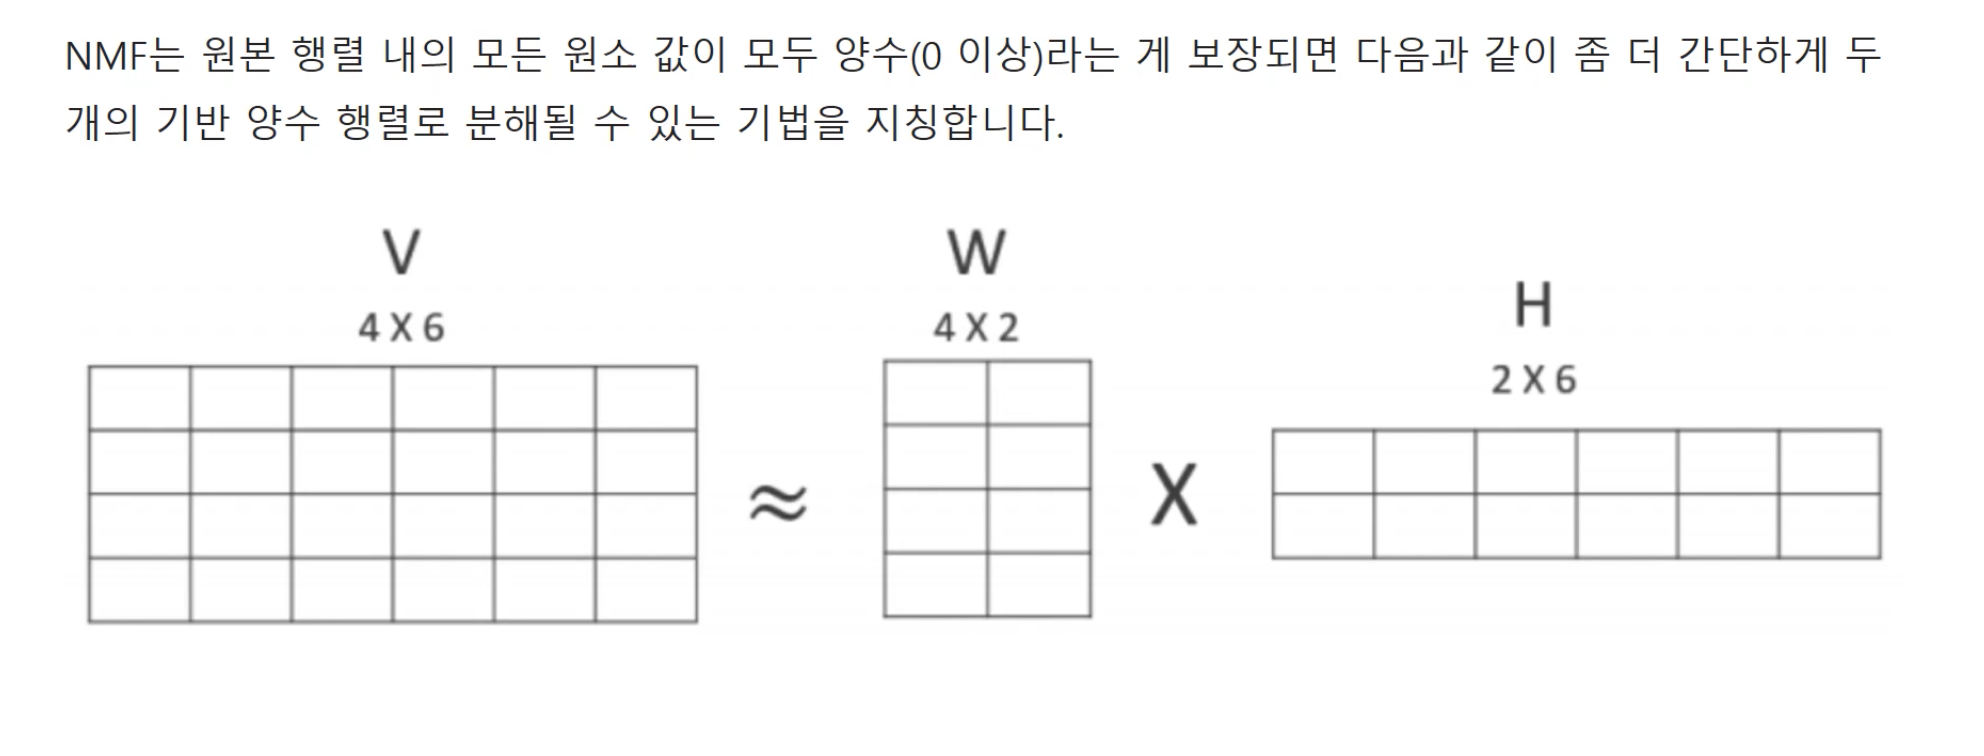 NMF는 원본 행렬 내의 모든 원소 값이 모두 양수(0 이상)라는 게 보장되면 다음과 같이 좀 더 간단하게 두
개의 기반 양수 행렬로 분해될 수 있는 기법을 지칭합니다.
V
4 X 6
W
4 X 2
H
2 X 6
≈
X